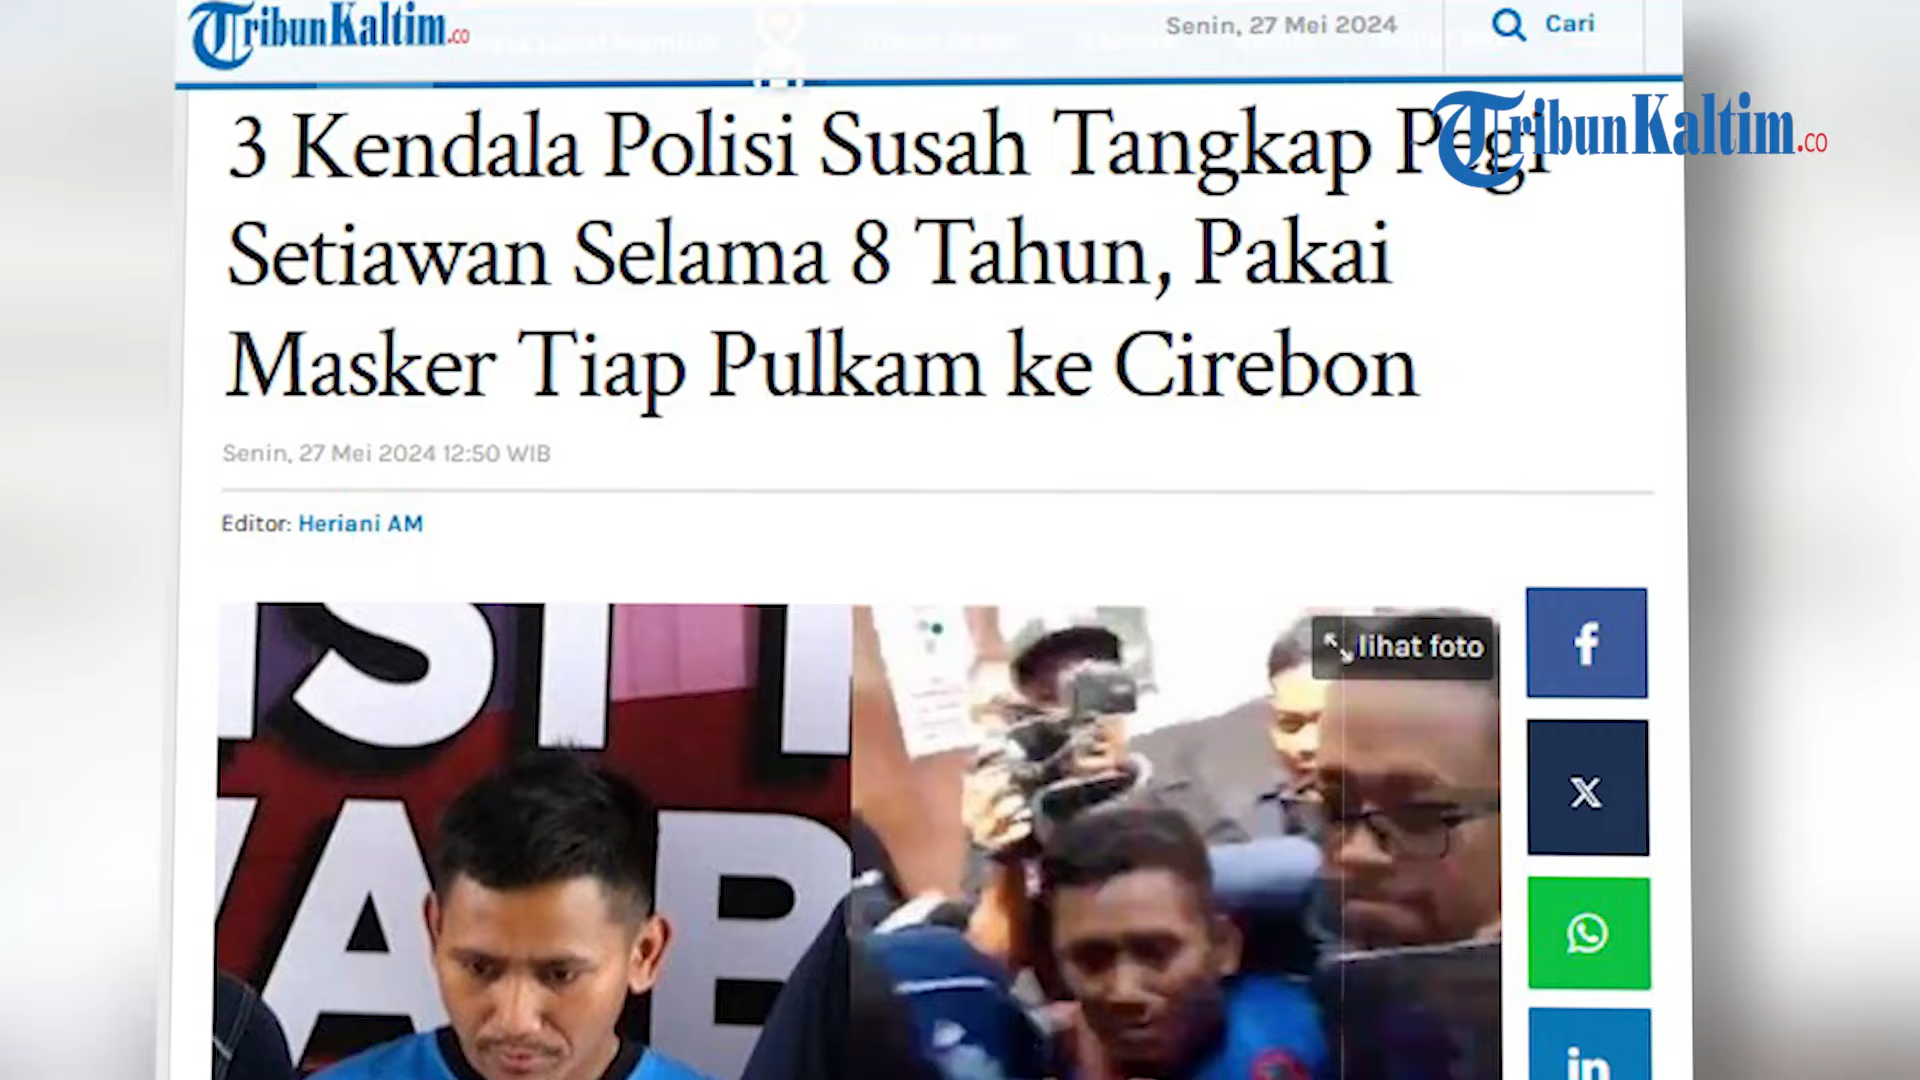 TribunKaltim.co
Senin, 27 Mei 2024
Cari
TribunKaltim.co
3 Kendala Polisi Susah Tangkap Pegi
Setiawan Selama 8 Tahun, Pakai
Masker Tiap Pulkam ke Cirebon
Senin, 27 Mei 2024 12:50 WIB
Editor: Heriani AM
lihat foto
f
X
in